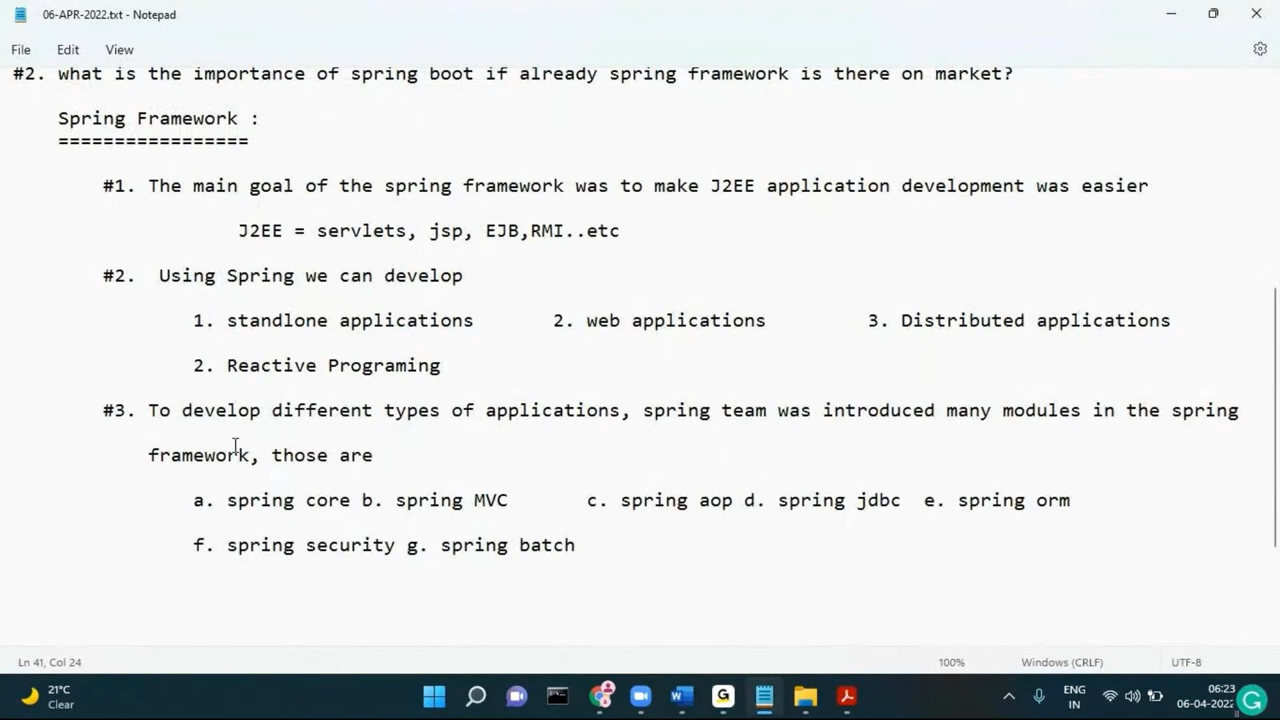 06-APR-2022.txt - Notepad
File Edit View
#2. what is the importance of spring boot if already spring framework is there on market?
Spring Framework :
=================
#1. The main goal of the spring framework was to make J2EE application development was easier
J2EE = servlets, jsp, EJB,RMI..etc
#2. Using Spring we can develop
1. standlone applications 2. web applications 3. Distributed applications
2. Reactive Programing
#3. To develop different types of applications, spring team was introduced many modules in the spring
framework, those are
a. spring core b. spring MVC c. spring aop d. spring jdbc e. spring orm
f. spring security g. spring batch
Ln 41, Col 24 100% Windows (CRLF) UTF-8
21°C ENG 06:23
Clear IN 06-04-2022